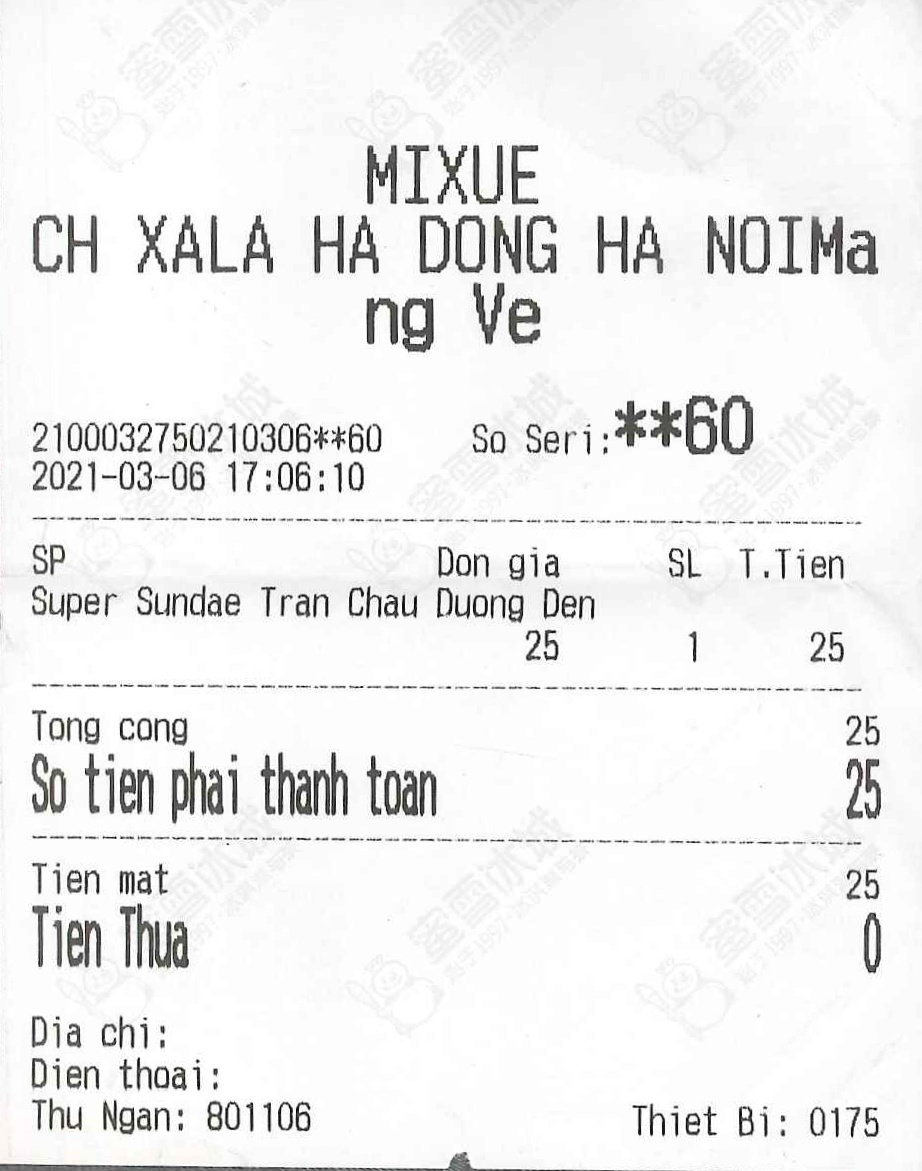 MIXUE
CH XALA HA DONG HA NOIMa
ng Ve
2100032750210306**60 So Seri:**60
2021-03-06 17:06:10
SP Don gia SL T.Tien
Super Sundae Tran Chau Duong Den
25 1 25
Tong cong 25
So tien phai thanh toan 25
Tien mat 25
Tien Thua 0
Dia chi:
Dien thoai:
Thu Ngan: 801106 Thiet Bi: 0175